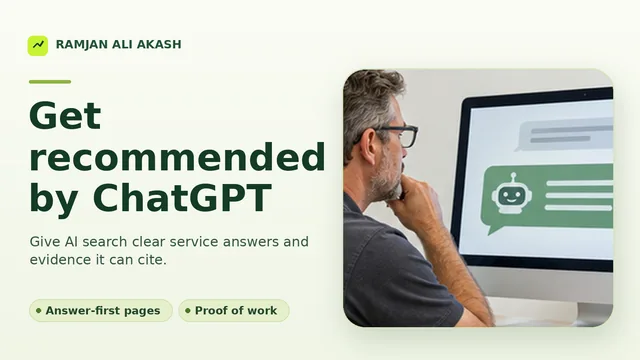 RAMJAN ALI AKASH
Get
recommended
by ChatGPT
Give AI search clear service answers and
evidence it can cite.
Answer-first pages
Proof of work